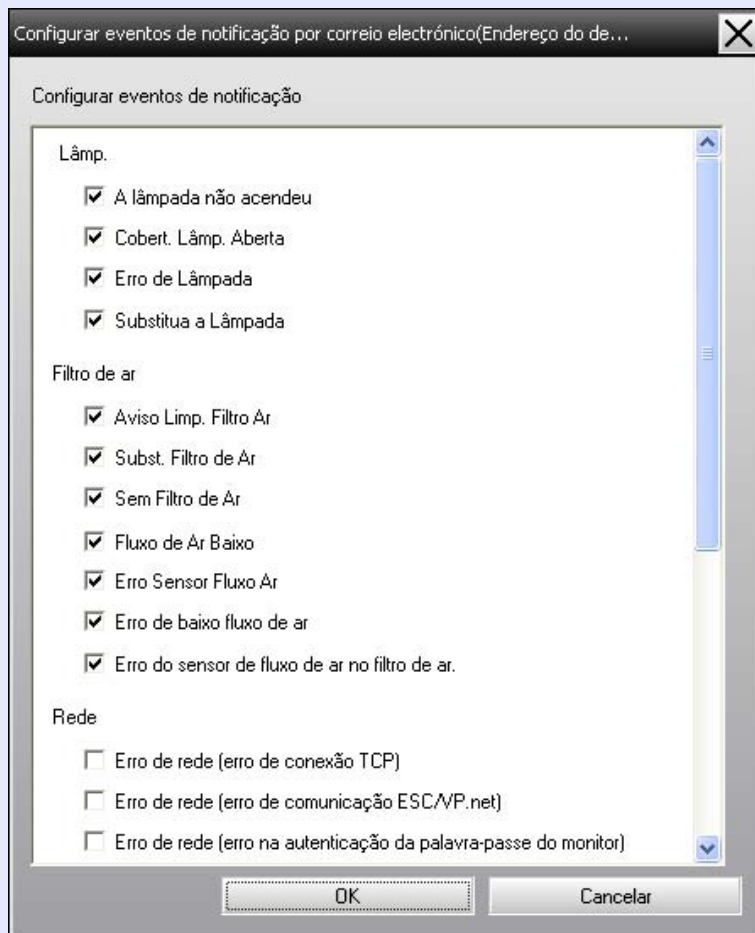 Configurar eventos de notificação por correio electrónico(Endereço do de...
Configurar eventos de notificação
Lâmp.
A lâmpada não acendeu
Cobert. Lâmp. Aberta
Erro de Lâmpada
Substitua a Lâmpada
Filtro de ar
Aviso Limp. Filtro Ar
Subst. Filtro de Ar
Sem Filtro de Ar
Fluxo de Ar Baixo
Erro Sensor Fluxo Ar
Erro de baixo fluxo de ar
Erro do sensor de fluxo de ar no filtro de ar.
Rede
Erro de rede (erro de conexão TCP)
Erro de rede (erro de comunicação ESC/VP.net)
Erro de rede (erro na autenticação da palavra-passe do monitor)
OK
Cancelar